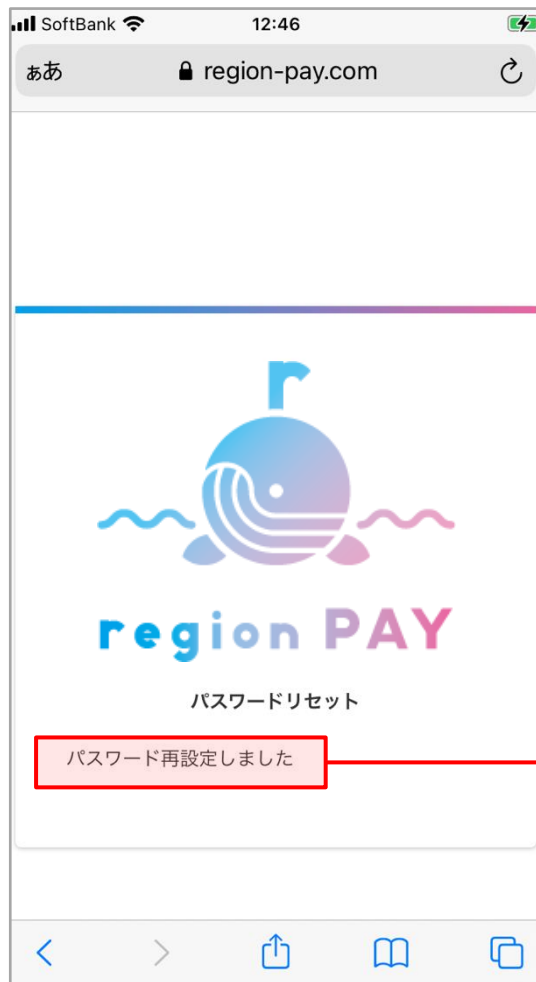 SoftBank 12:46
ぁあ region-pay.com
r
region PAY
パスワードリセット
パスワード再設定しました